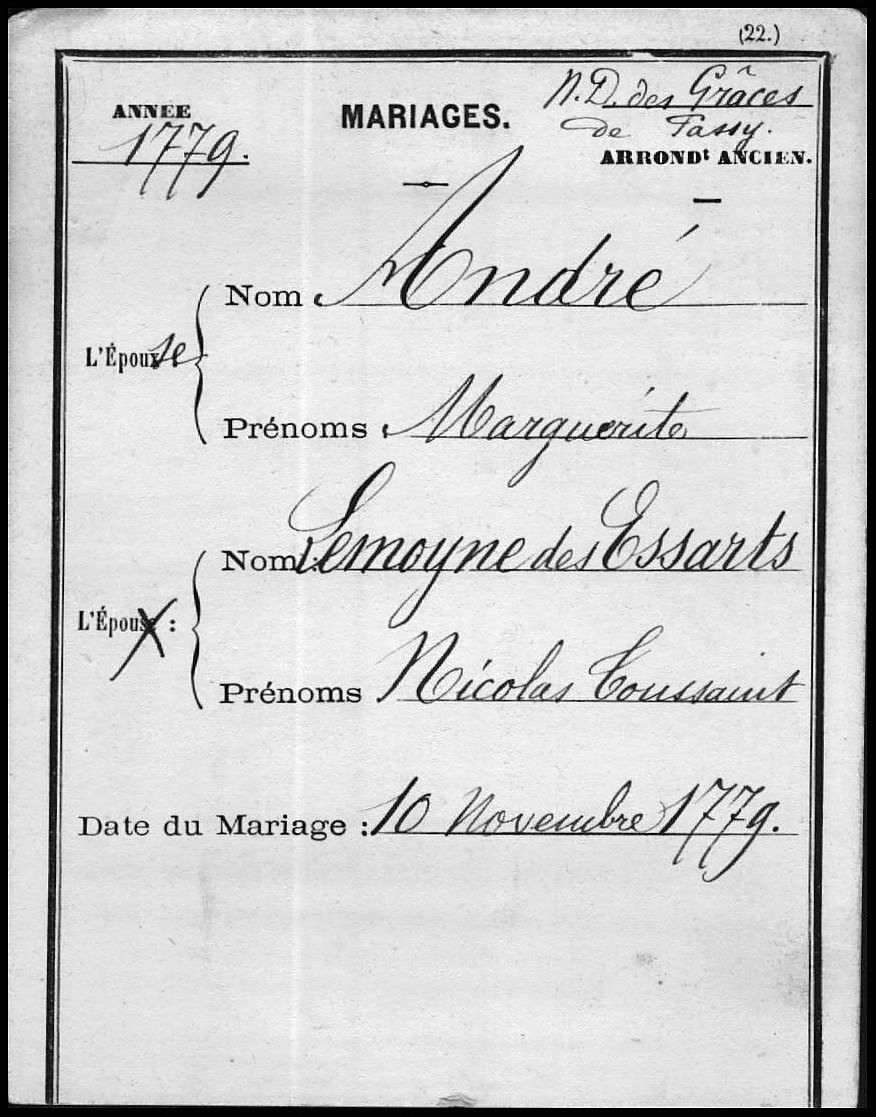 (22.)
ANNÉE
MARIAGES.
N.D. des Grâces
1779.
de Passy.
ARRONDt ANCIEN.
Nom : André
L'Épouse
Prénoms : Marguerite
Nom : Lemoyne des Essarts
L'Époux :
Prénoms Nicolas Toussaint
Date du Mariage : 10 Novembre 1779.